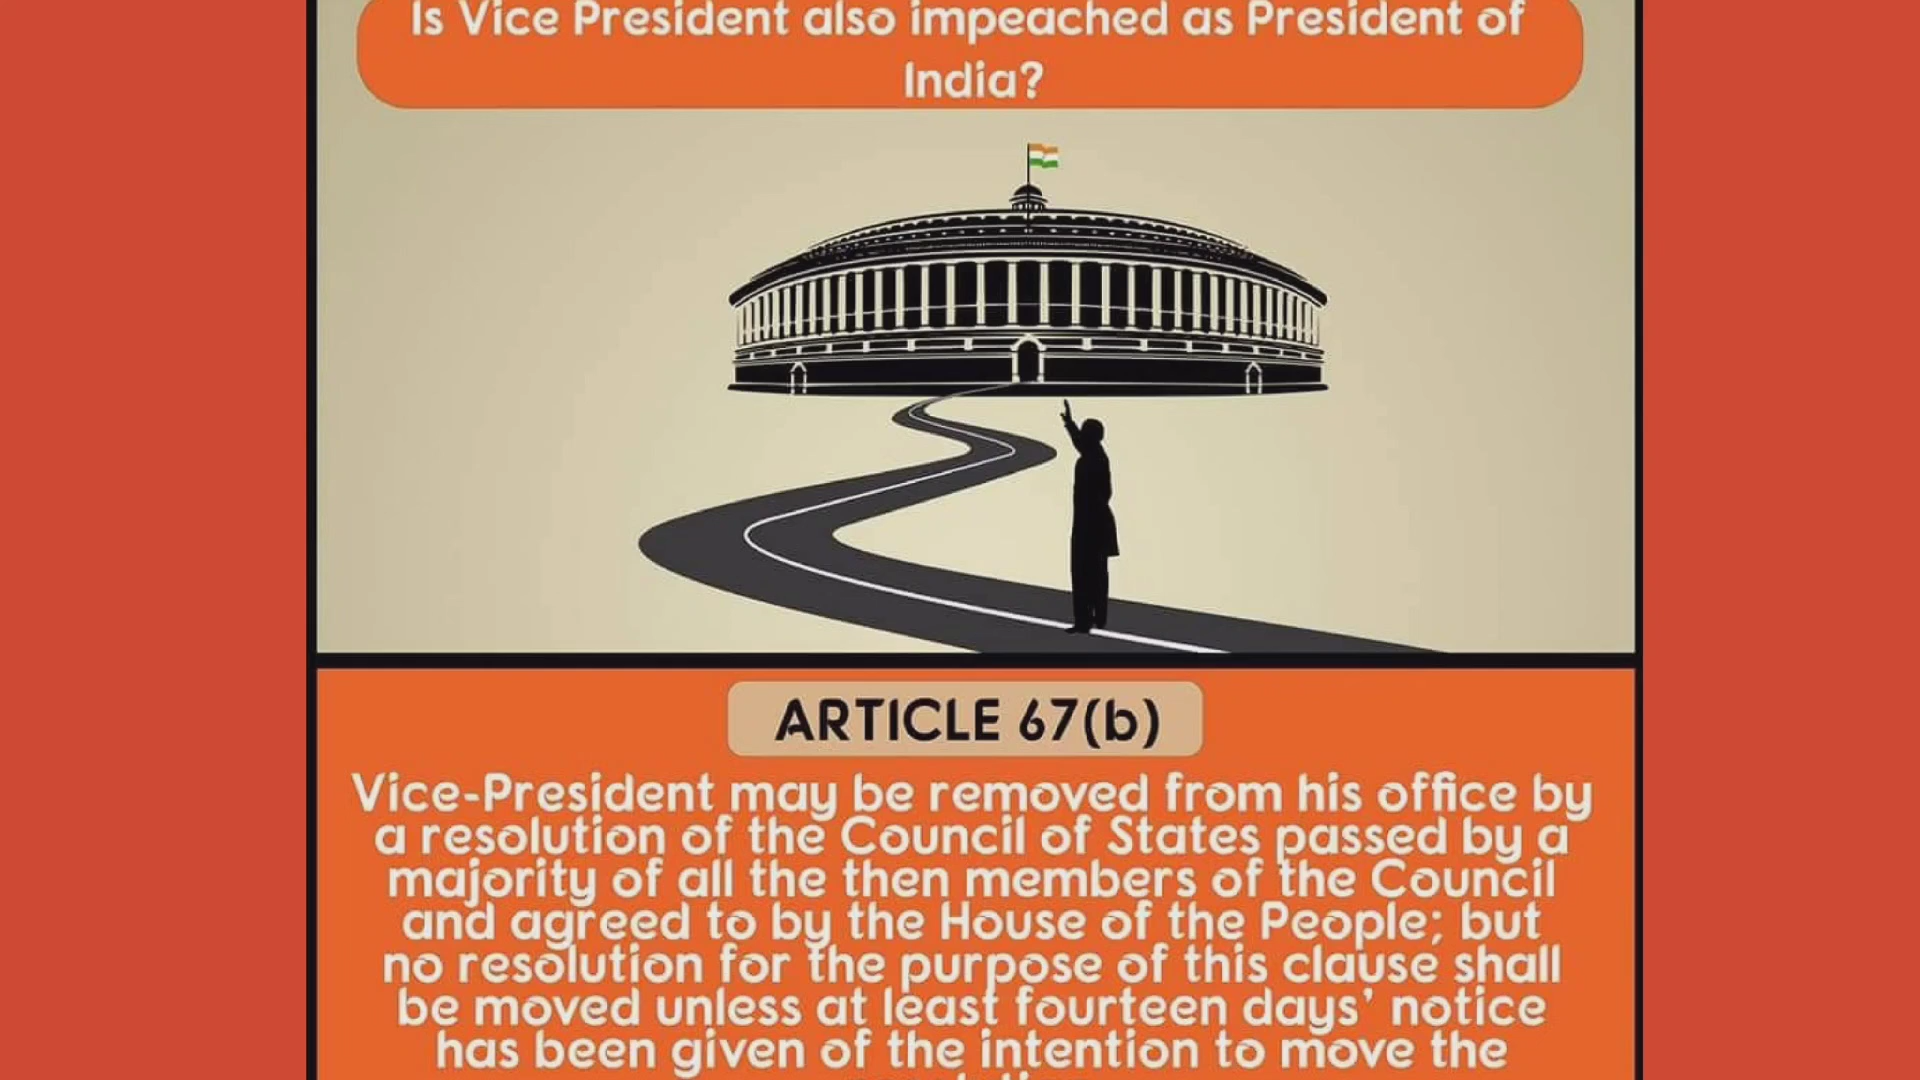 Is Vice President also impeached as President of
India?
ARTICLE 67(b)
Vice-President may be removed from his office by
a resolution of the Council of States passed by a
majority of all the then members of the Council
and agreed to by the House of the People; but
no resolution for the purpose of this clause shall
be moved unless at least fourteen days' notice
has been given of the intention to move the